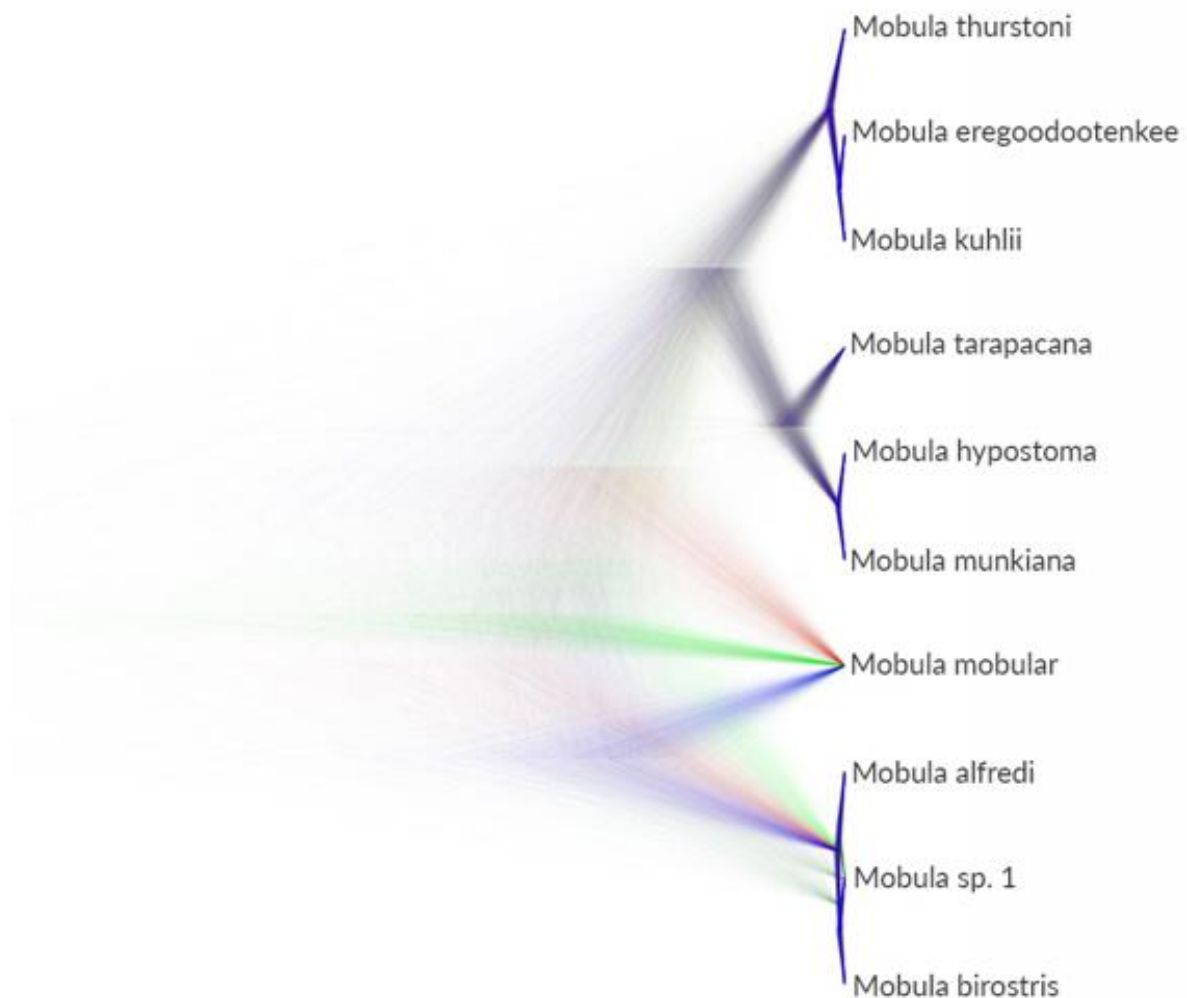 Mobula thurstoni
Mobula eregoodootenkee
Mobula kuhlii
Mobula tarapacana
Mobula hypostoma
Mobula munkiana
Mobula mobular
Mobula alfredi
Mobula sp. 1
Mobula birostris